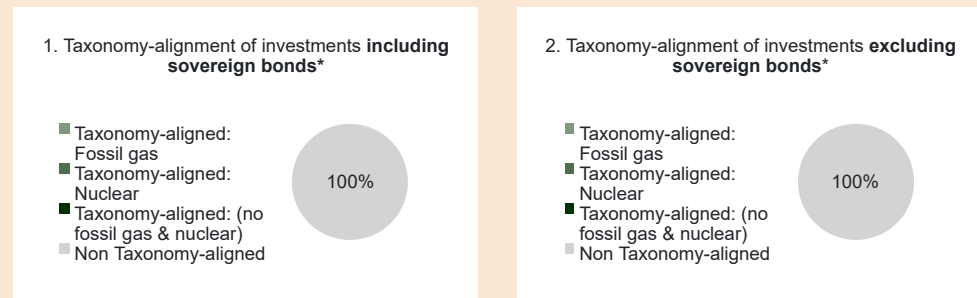 1. Taxonomy-alignment of investments including
sovereign bonds*
Taxonomy-aligned:
Fossil gas
Taxonomy-aligned:
Nuclear
Taxonomy-aligned: (no
fossil gas & nuclear)
Non Taxonomy-aligned
100%
2. Taxonomy-alignment of investments excluding
sovereign bonds*
Taxonomy-aligned:
Fossil gas
Taxonomy-aligned:
Nuclear
Taxonomy-aligned: (no
fossil gas & nuclear)
Non Taxonomy-aligned
100%